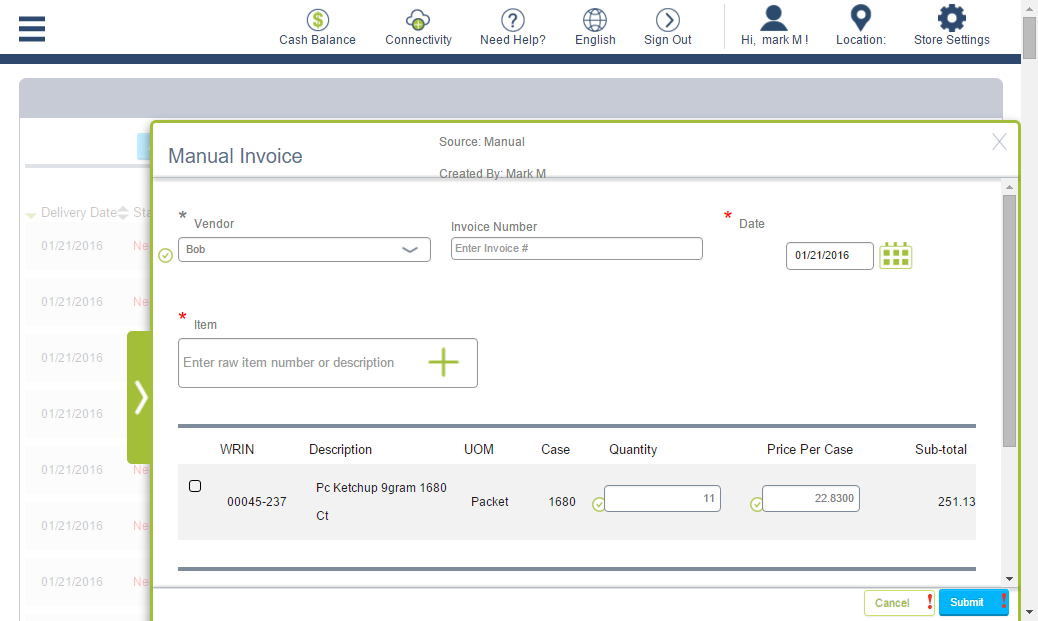 Cash Balance
Connectivity
Need Help?
English
Sign Out
Hi, mark M !
Location:
Store Settings
Manual Invoice
Source: Manual
Created By: Mark M
Delivery Date
Sta
01/21/2016 Ne
01/21/2016 Ne
01/21/2016
01/21/2016
01/21/2016 Ne
01/21/2016 Ne
01/21/2016 Ne
* Vendor
Bob
Invoice Number
Enter Invoice #
* Date
01/21/2016
* Item
Enter raw item number or description
WRIN Description UOM Case Quantity Price Per Case Sub-total
00045-237 Pc Ketchup 9gram 1680 Packet 1680 11 22.8300 251.13
Ct
Cancel !
Submit !